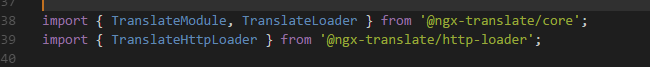 37
38 import { TranslateModule, TranslateLoader } from '@ngx-translate/core';
39 import { TranslateHttpLoader } from '@ngx-translate/http-loader';
40